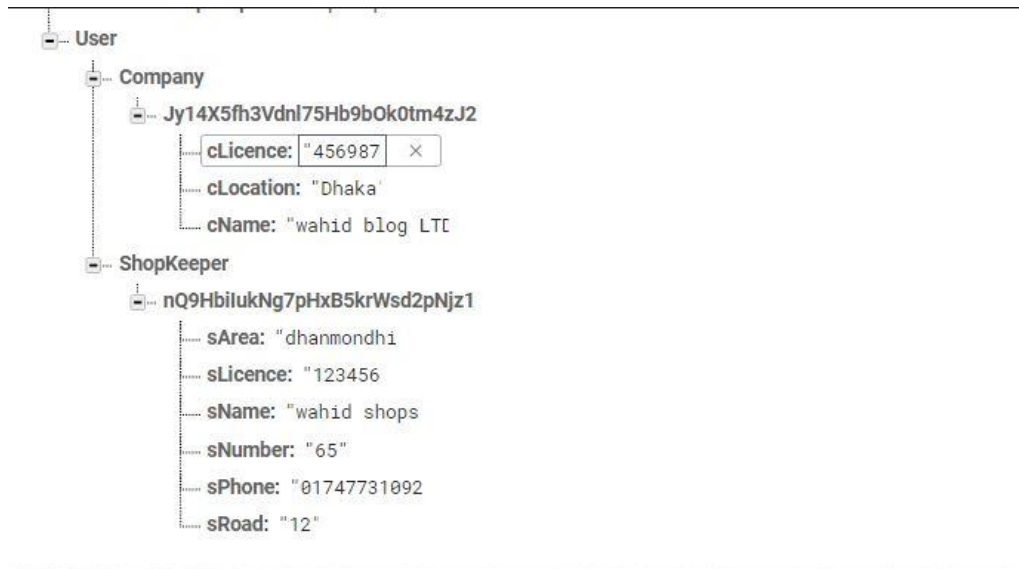 User
Company
Jy14X5fh3Vdnl75Hb9bOk0tm4zJ2
cLicence: "456987 ×
cLocation: "Dhaka'
cName: "wahid blog LTD
ShopKeeper
nQ9HbiIukNg7pHxB5krWsd2pNjz1
sArea: "dhanmondhi
sLicence: "123456
sName: "wahid shops
sNumber: "65"
sPhone: "01747731092
sRoad: "12"